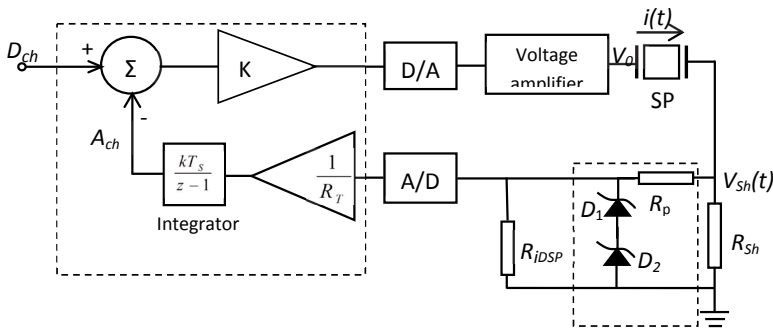 i(t)
D_ch
+
Σ
K
D/A
Voltage
amplifier
V_0
SP
-
A_ch
kT_s
z − 1
Integrator
1
R_T
A/D
V_Sh(t)
D_1
R_p
R_iDSP
D_2
R_Sh